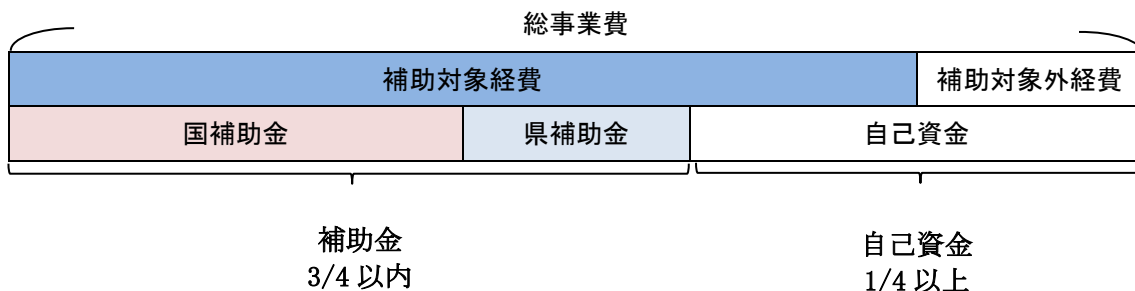 総事業費
補助対象経費
補助対象外経費
国補助金
県補助金
自己資金
補助金
3/4 以内
自己資金
1/4 以上